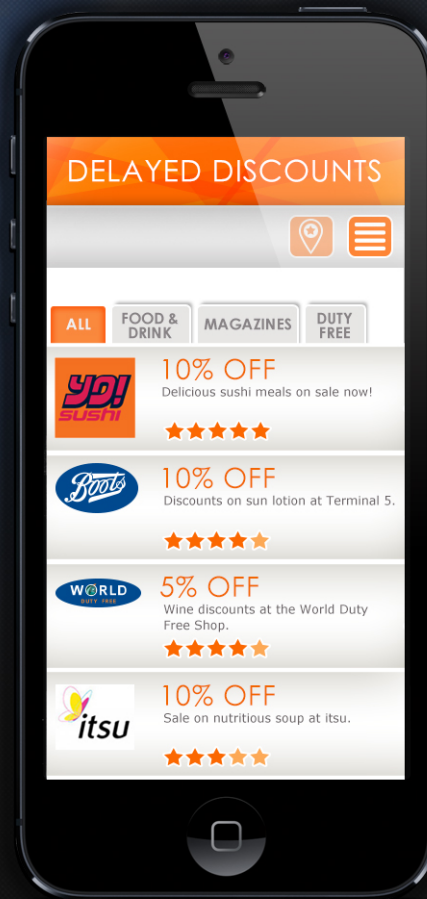 DELAYED DISCOUNTS
ALL
FOOD &
DRINK
MAGAZINES
DUTY
FREE
YO!
sushi
10% OFF
Delicious sushi meals on sale now!
Boots
10% OFF
Discounts on sun lotion at Terminal 5.
WORLD
DUTY FREE
5% OFF
Wine discounts at the World Duty
Free Shop.
itsu
10% OFF
Sale on nutritious soup at itsu.